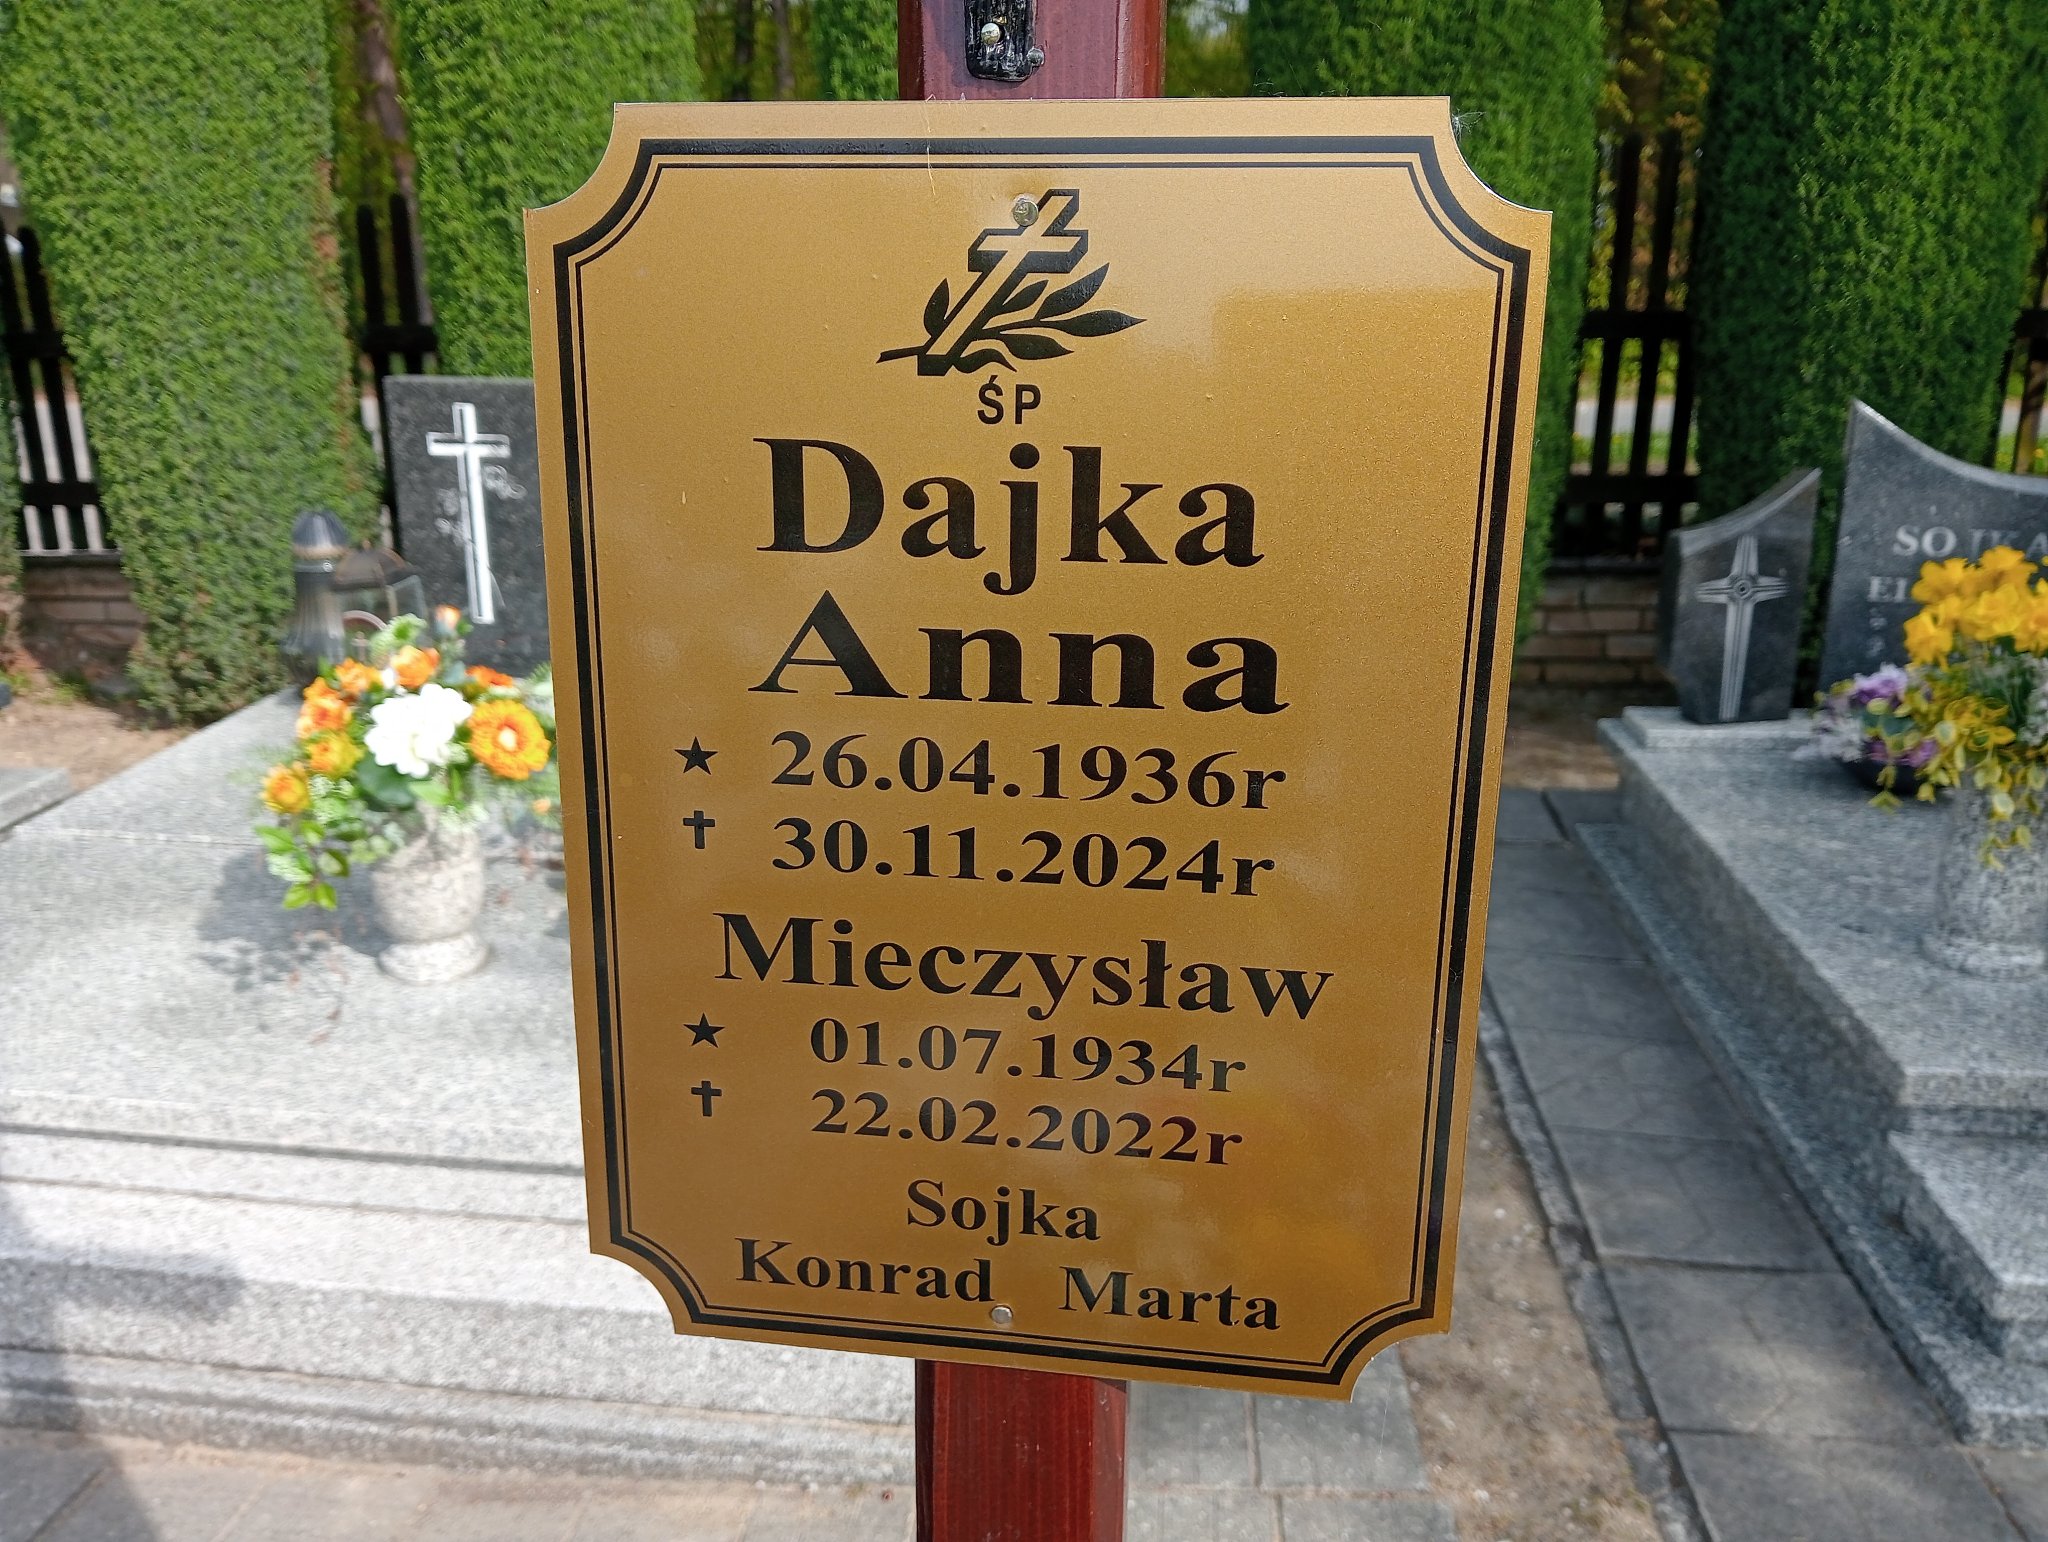 ŚP
Dajka
Anna
★ 26.04.1936r
✝ 30.11.2024r
Mieczysław
★ 01.07.1934r
✝ 22.02.2022r
Sojka
Konrad Marta
SOJKA